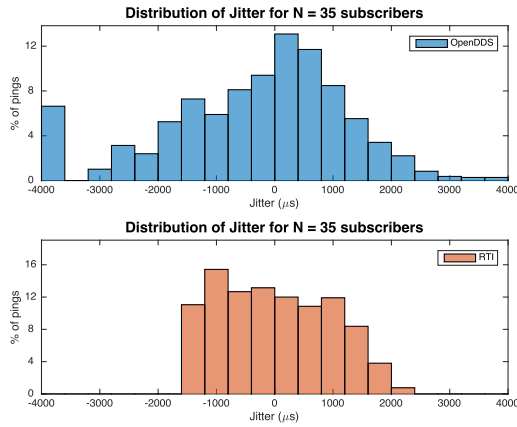 Distribution of Jitter for N = 35 subscribers
OpenDDS
% of pings
12
8
4
0
-4000 -3000 -2000 -1000 0 1000 2000 3000 4000
Jitter (μs)
Distribution of Jitter for N = 35 subscribers
RTI
% of pings
16
12
8
4
0
-4000 -3000 -2000 -1000 0 1000 2000 3000 4000
Jitter (μs)